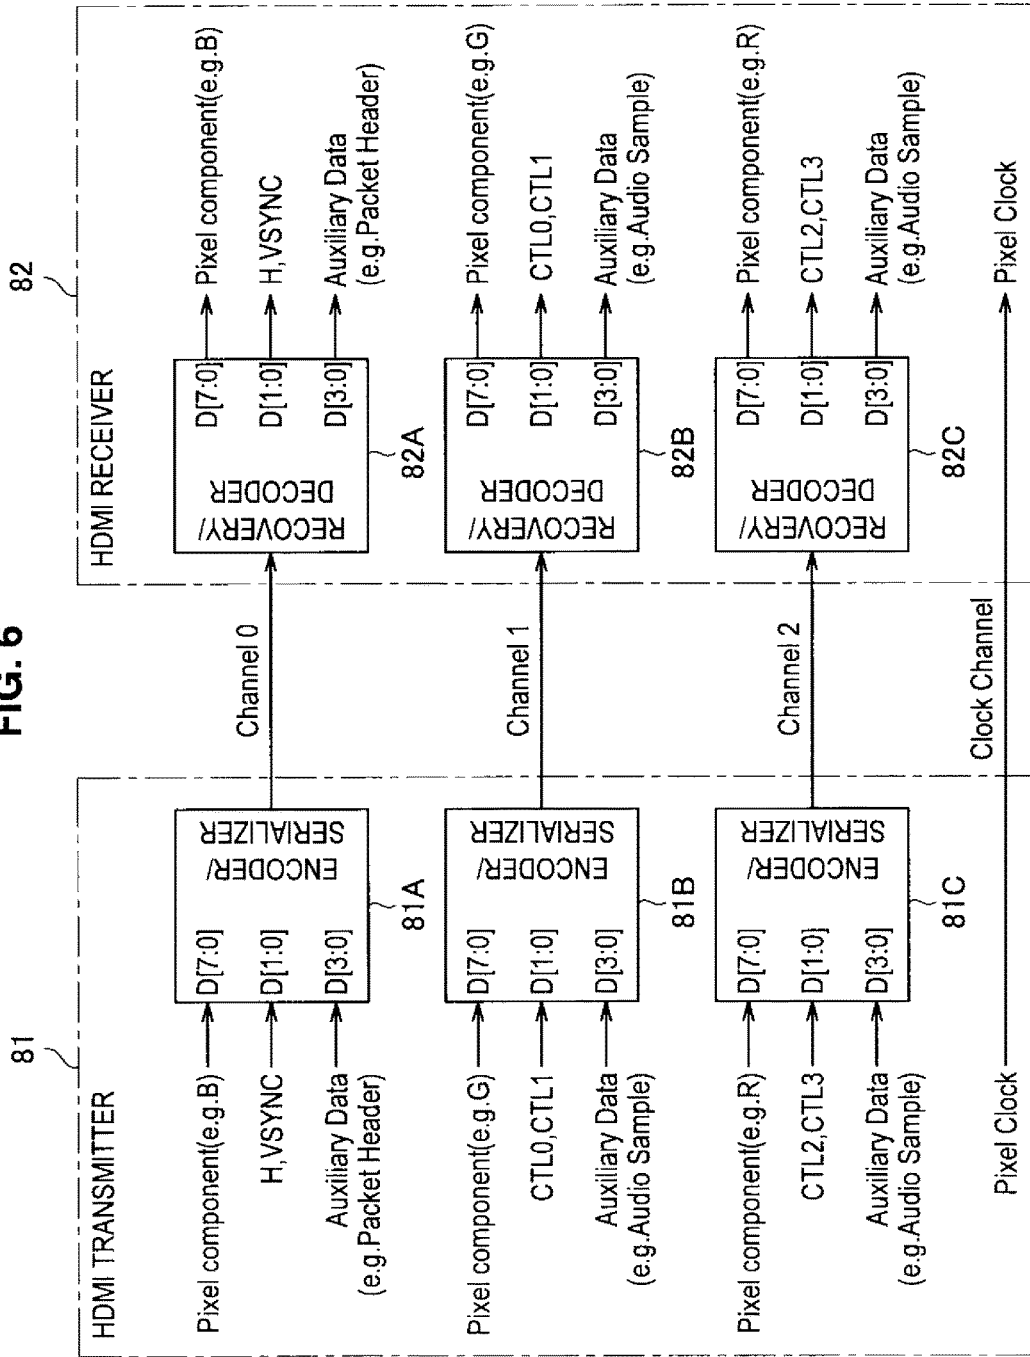 FIG. 6
81
HDMI TRANSMITTER
Pixel component(e.g.B)
H,VSYNC
Auxiliary Data
(e.g.Packet Header)
D[7:0]
D[1:0]
D[3:0]
ENCODER/
SERIALIZER
81A
Channel 0
Pixel component(e.g.G)
CTL0,CTL1
Auxiliary Data
(e.g.Audio Sample)
D[7:0]
D[1:0]
D[3:0]
ENCODER/
SERIALIZER
81B
Channel 1
Pixel component(e.g.R)
CTL2,CTL3
Auxiliary Data
(e.g.Audio Sample)
D[7:0]
D[1:0]
D[3:0]
ENCODER/
SERIALIZER
81C
Channel 2
Pixel Clock
Clock Channel
82
HDMI RECEIVER
RECOVERY/
DECODER
D[7:0]
D[1:0]
D[3:0]
82A
Pixel component(e.g.B)
H,VSYNC
Auxiliary Data
(e.g.Packet Header)
RECOVERY/
DECODER
D[7:0]
D[1:0]
D[3:0]
82B
Pixel component(e.g.G)
CTL0,CTL1
Auxiliary Data
(e.g.Audio Sample)
RECOVERY/
DECODER
D[7:0]
D[1:0]
D[3:0]
82C
Pixel component(e.g.R)
CTL2,CTL3
Auxiliary Data
(e.g.Audio Sample)
Pixel Clock